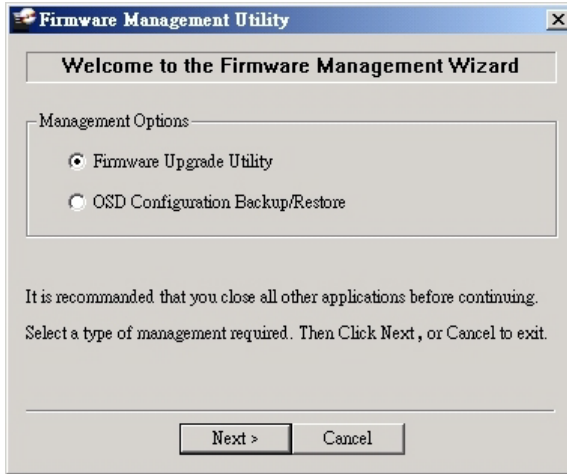 Firmware Management Utility
Welcome to the Firmware Management Wizard
Management Options
Firmware Upgrade Utility
OSD Configuration Backup/Restore
It is recommanded that you close all other applications before continuing.
Select a type of management required. Then Click Next , or Cancel to exit.
Next >
Cancel